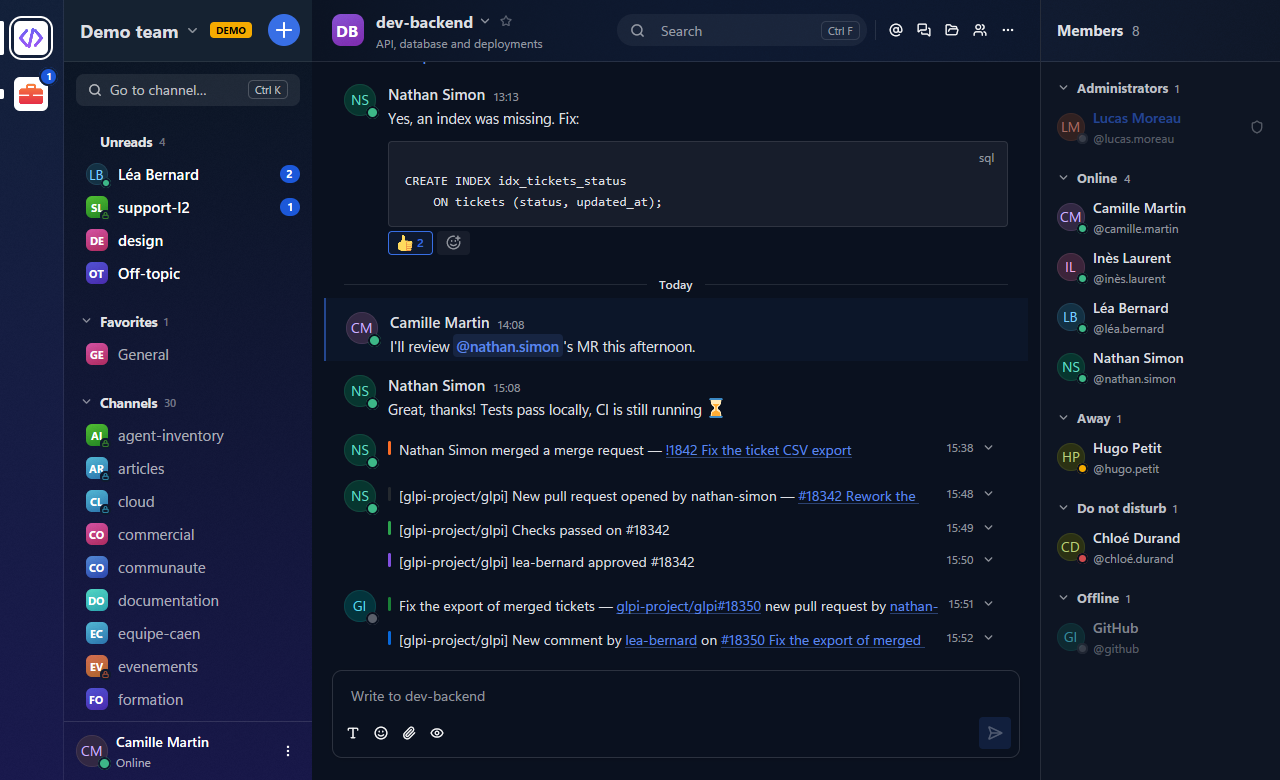 1
Demo team
DEMO
Go to channel...
Ctrl K
Unreads 4
LB Léa Bernard 2
support-l2 1
DE design
OT Off-topic
Favorites 1
GE General
Channels 30
agent-inventory
articles
cloud
CO commercial
CO communaute
DO documentation
EC equipe-caen
EV evenements
FO formation
CM Camille Martin
Online
DB dev-backend
API, database and deployments
Search
Ctrl F
NS Nathan Simon 13:13
Yes, an index was missing. Fix:
sql
CREATE INDEX idx_tickets_status
ON tickets (status, updated_at);
2
Today
CM Camille Martin 14:08
I'll review @nathan.simon's MR this afternoon.
NS Nathan Simon 15:08
Great, thanks! Tests pass locally, CI is still running ⏳
NS Nathan Simon merged a merge request — !1842 Fix the ticket CSV export 15:38
NS [glpi-project/glpi] New pull request opened by nathan-simon — #18342 Rework the 15:48
[glpi-project/glpi] Checks passed on #18342 15:49
[glpi-project/glpi] lea-bernard approved #18342 15:50
GI Fix the export of merged tickets — glpi-project/glpi#18350 new pull request by nathan- 15:51
[glpi-project/glpi] New comment by lea-bernard on #18350 Fix the export of merged 15:52
Write to dev-backend
Members 8
Administrators 1
LM Lucas Moreau
@lucas.moreau
Online 4
CM Camille Martin
@camille.martin
IL Inès Laurent
@inès.laurent
LB Léa Bernard
@léa.bernard
NS Nathan Simon
@nathan.simon
Away 1
HP Hugo Petit
@hugo.petit
Do not disturb 1
CD Chloé Durand
@chloé.durand
Offline 1
GI GitHub
@github